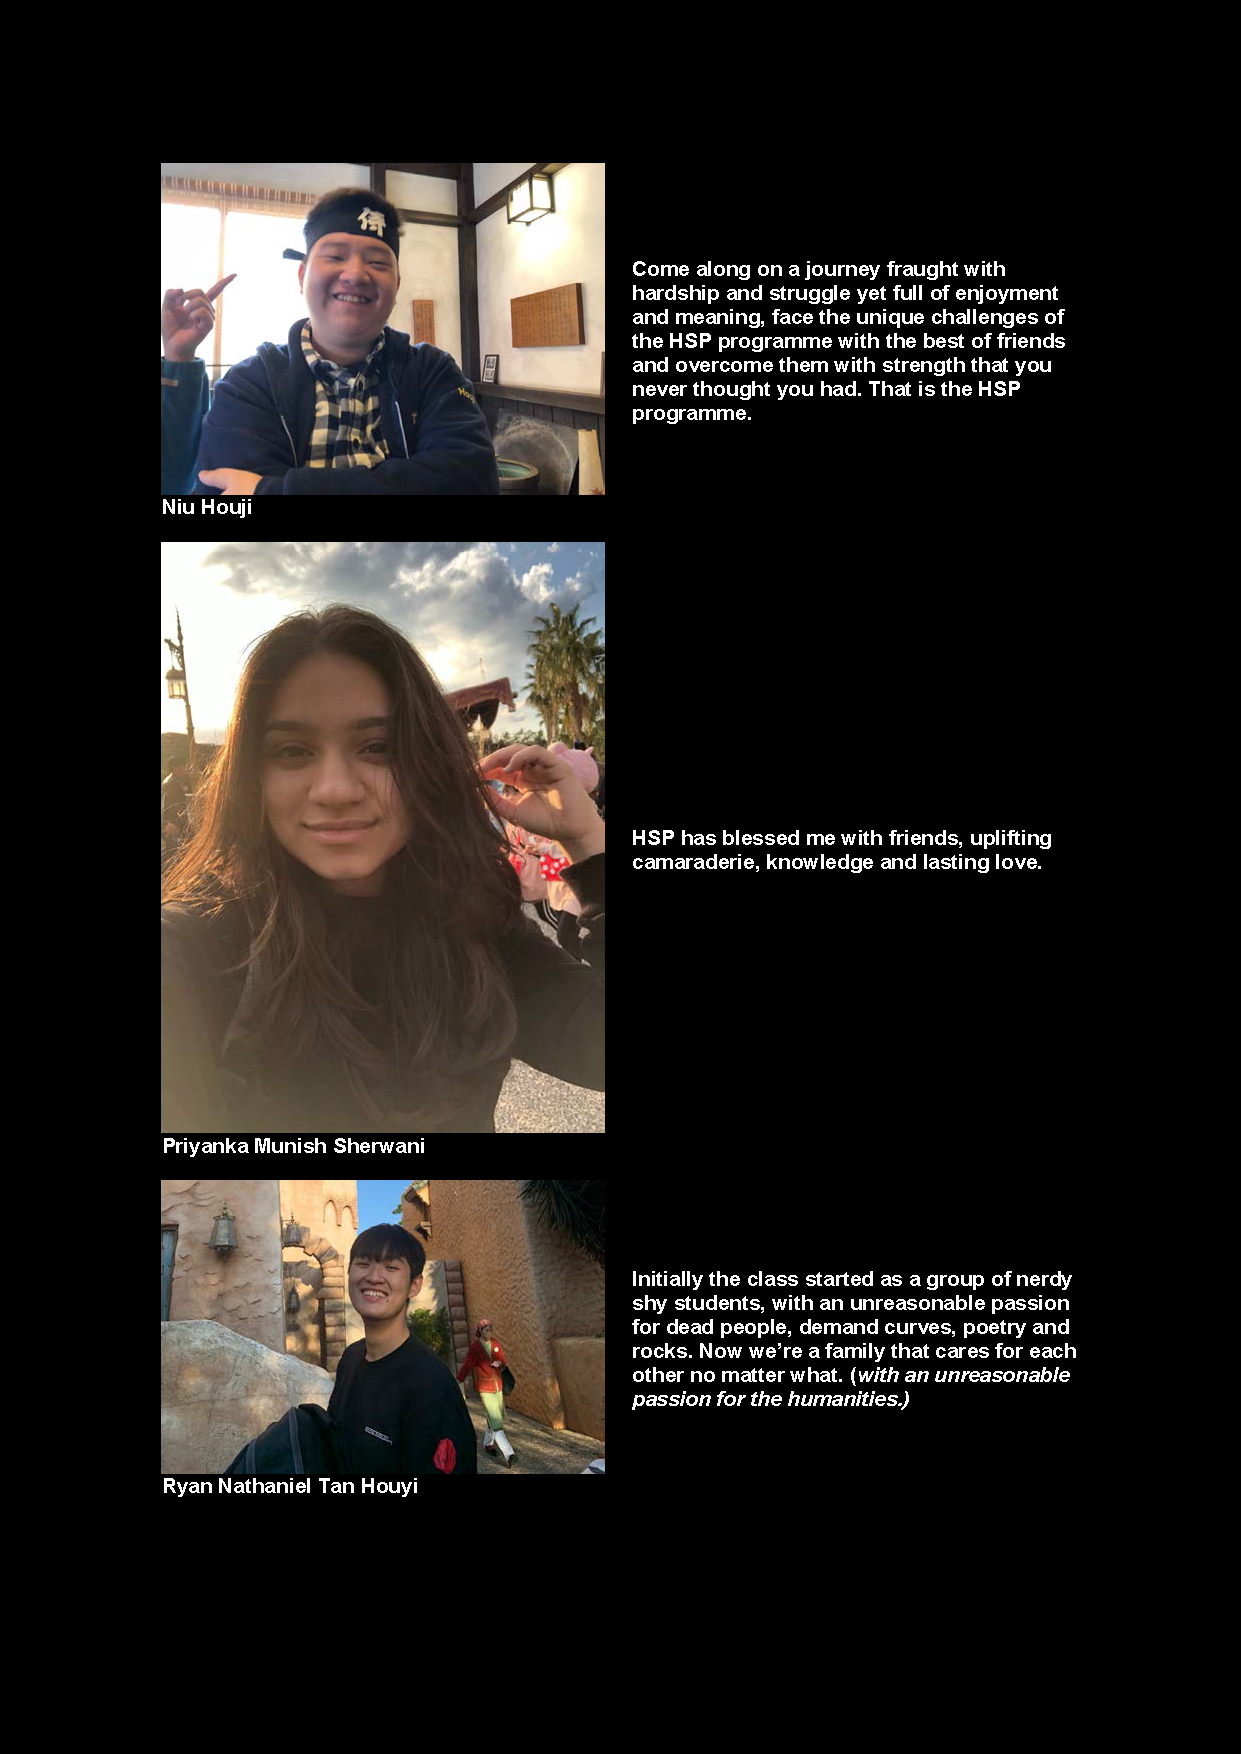 侍
Come along on a journey fraught with
hardship and struggle yet full of enjoyment
and meaning, face the unique challenges of
the HSP programme with the best of friends
and overcome them with strength that you
never thought you had. That is the HSP
programme.
Niu Houji
HSP has blessed me with friends, uplifting
camaraderie, knowledge and lasting love.
Priyanka Munish Sherwani
Initially the class started as a group of nerdy
shy students, with an unreasonable passion
for dead people, demand curves, poetry and
rocks. Now we’re a family that cares for each
other no matter what. (with an unreasonable
passion for the humanities.)
Ryan Nathaniel Tan Houyi